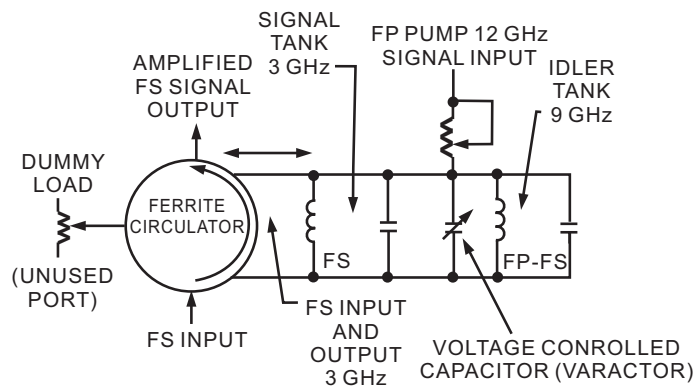 SIGNAL
TANK
3 GHz
FP PUMP 12 GHz
SIGNAL INPUT
AMPLIFIED
FS SIGNAL
OUTPUT
IDLER
TANK
9 GHz
DUMMY
LOAD
FERRITE
CIRCULATOR
FS
FP-FS
(UNUSED
PORT)
FS INPUT
FS INPUT
AND
OUTPUT
3 GHz
VOLTAGE CONROLLED
CAPACITOR (VARACTOR)